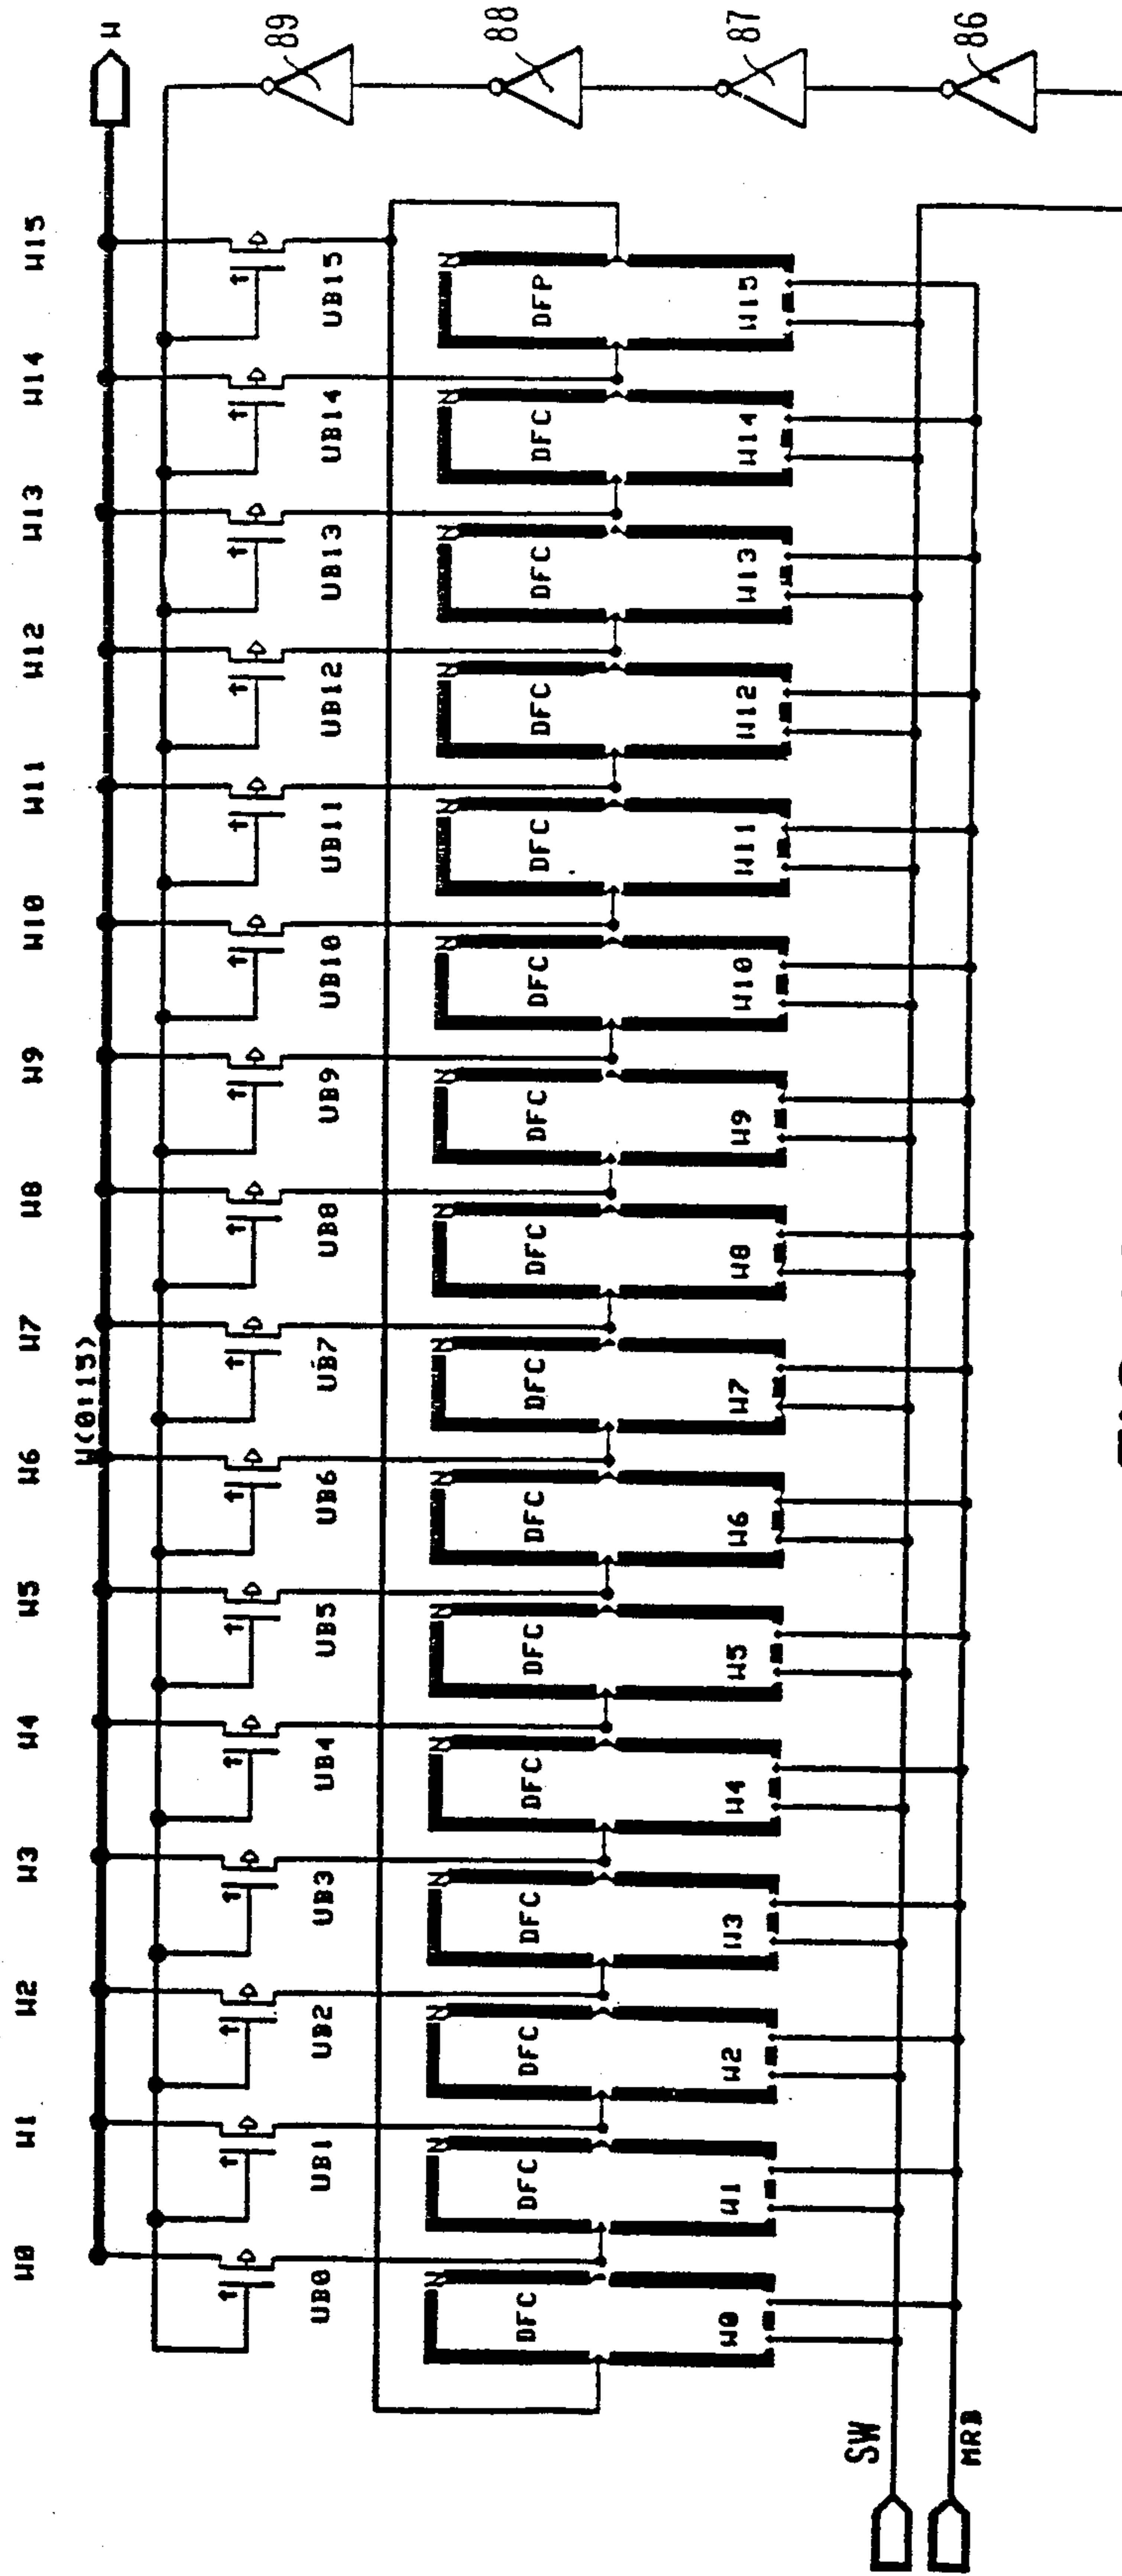 W0 W1 W2 W3 W4 W5 W6 W7 W8 W9 W10 W11 W12 W13 W14 W15
W
W(0:15)
89
88
87
86
UB0 UB1 UB2 UB3 UB4 UB5 UB6 UB7 UB8 UB9 UB10 UB11 UB12 UB13 UB14 UB15
DFC DFC DFC DFC DFC DFC DFC DFC DFC DFC DFC DFC DFC DFC DFC DFP
W0 W1 W2 W3 W4 W5 W6 W7 W8 W9 W10 W11 W12 W13 W14 W15
SW
MRB